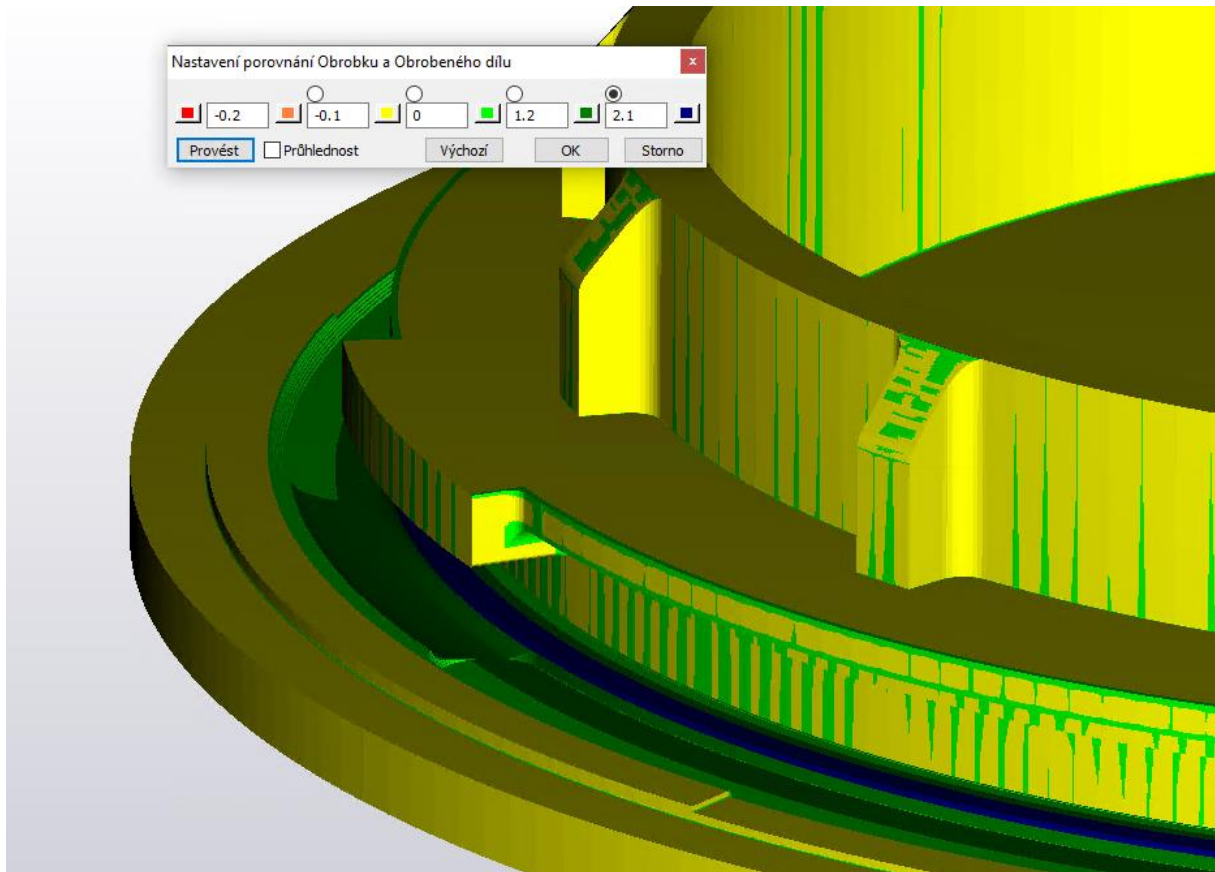 Nastavení porovnání Obrobku a Obrobeného dílu x
-0.2 -0.1 0 1.2 2.1
Provést Průhlednost Výchozí OK Storno